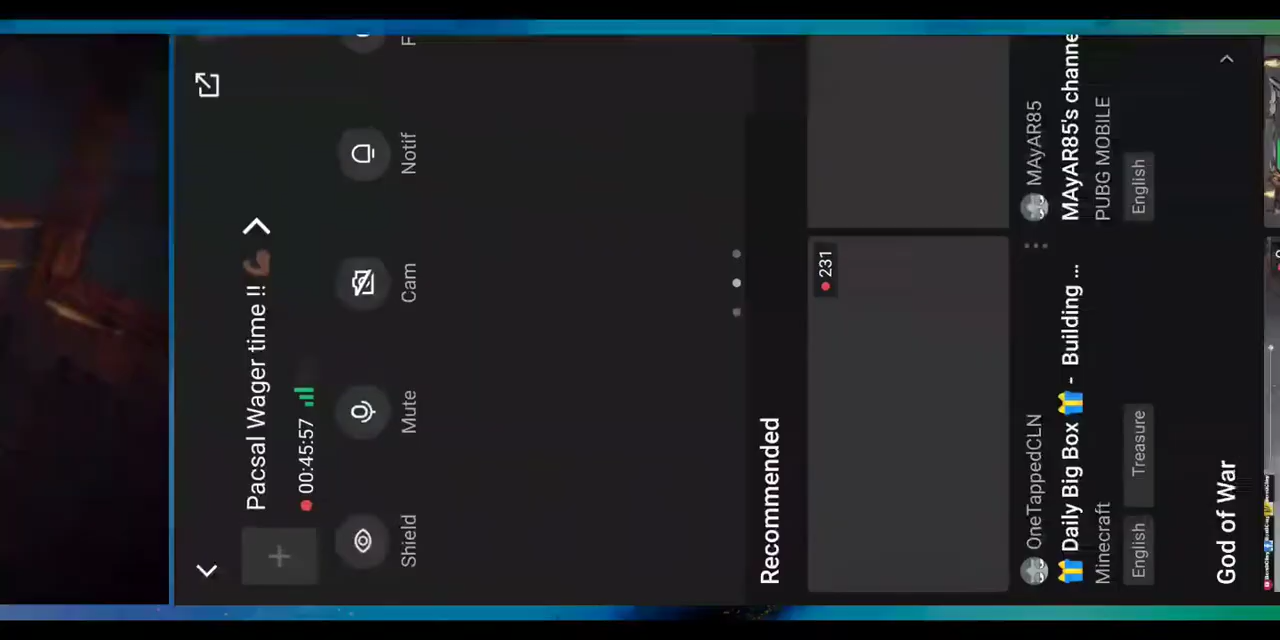 Pacsal Wager time !! 💪🏾
00:45:57
Shield
Mute
Cam
Notif
F
Recommended
231
OneTappedCLN
🎁 Daily Big Box 🎁 - Building ...
Minecraft
English
Treasure
MAyAR85
MAyAR85's channe
PUBG MOBILE
English
God of War